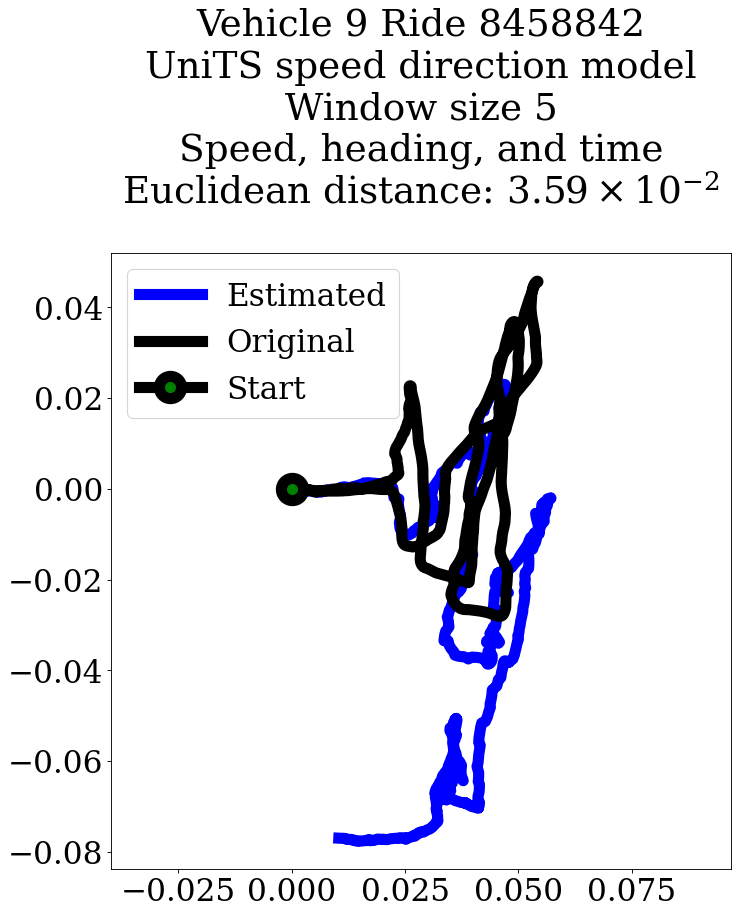 Vehicle 9 Ride 8458842
UniTS speed direction model
Window size 5
Speed, heading, and time
Euclidean distance: 3.59 × 10⁻²
Estimated
Original
Start
0.04
0.02
0.00
−0.02
−0.04
−0.06
−0.08
−0.025 0.000 0.025 0.050 0.075